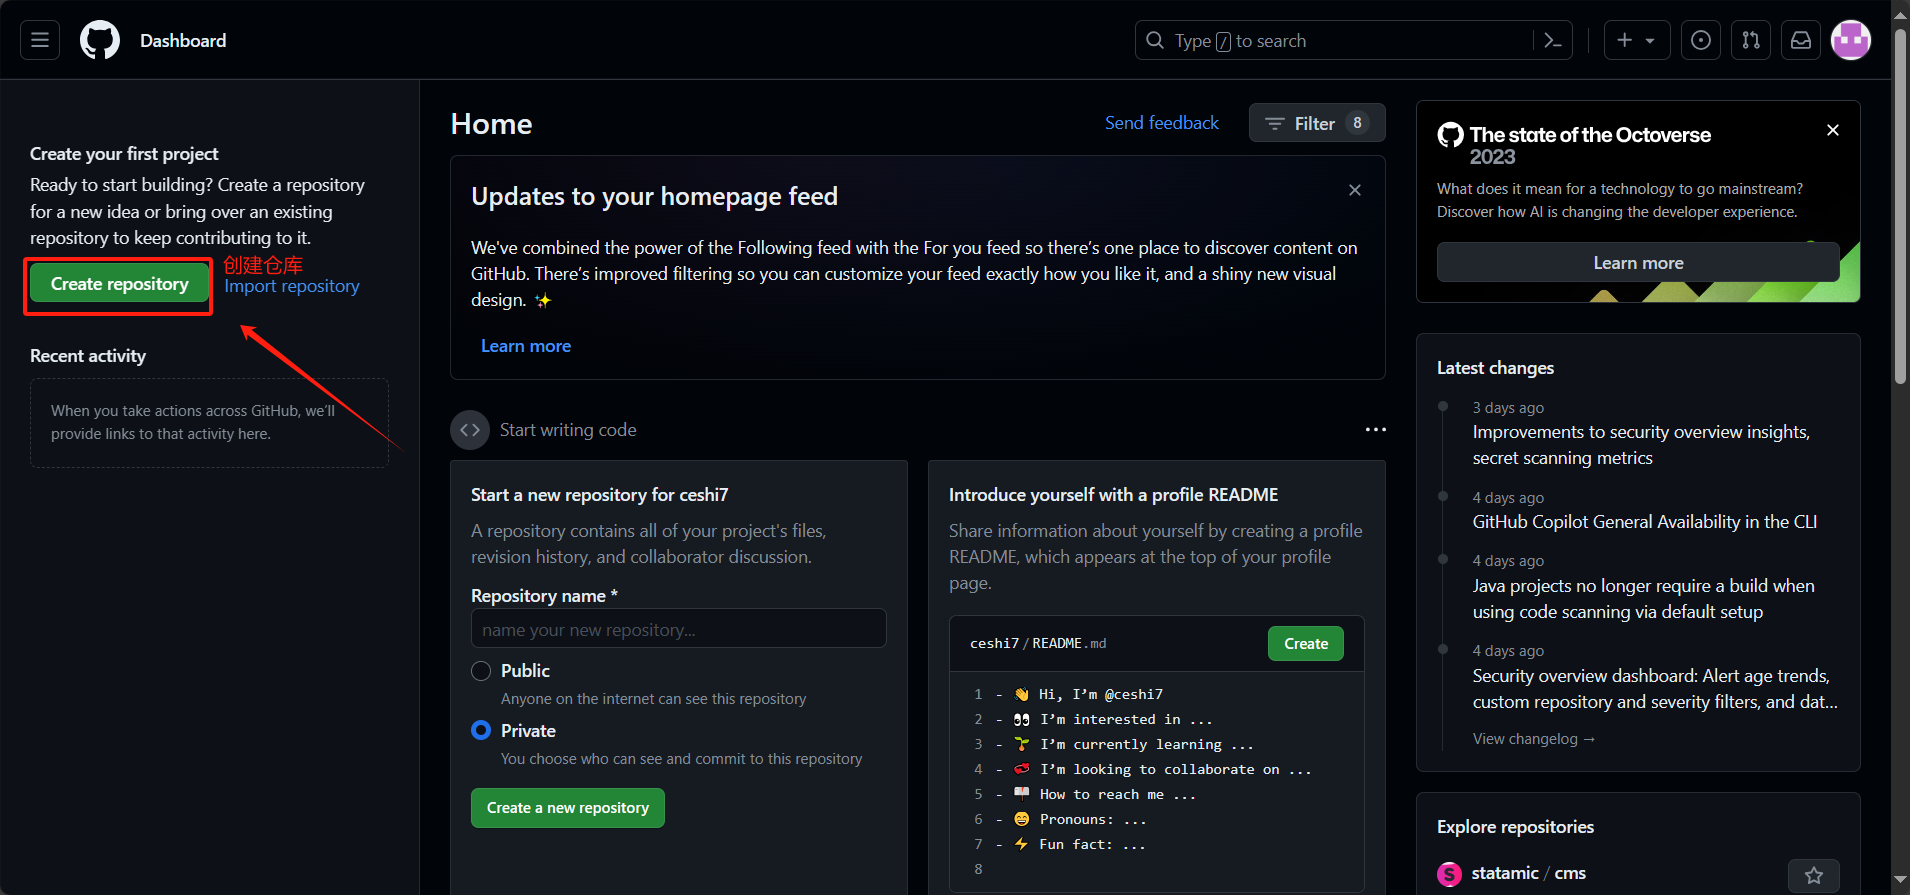 Dashboard
Type / to search
Create your first project
Ready to start building? Create a repository
for a new idea or bring over an existing
repository to keep contributing to it.
Create repository
创建仓库
Import repository
Recent activity
When you take actions across GitHub, we’ll
provide links to that activity here.
Home
Send feedback
Filter 8
Updates to your homepage feed
We've combined the power of the Following feed with the For you feed so there’s one place to discover content on
GitHub. There’s improved filtering so you can customize your feed exactly how you like it, and a shiny new visual
design. ✨
Learn more
Start writing code
Start a new repository for ceshi7
A repository contains all of your project's files,
revision history, and collaborator discussion.
Repository name *
name your new repository...
Public
Anyone on the internet can see this repository
Private
You choose who can see and commit to this repository
Create a new repository
Introduce yourself with a profile README
Share information about yourself by creating a profile
README, which appears at the top of your profile
page.
ceshi7 / README.md
Create
1 - 👋 Hi, I’m @ceshi7
2 - 👀 I’m interested in ...
3 - 🌱 I’m currently learning ...
4 - 💞️ I’m looking to collaborate on ...
5 - 📫 How to reach me ...
6 - 😄 Pronouns: ...
7 - ⚡ Fun fact: ...
8
The state of the Octoverse
2023
What does it mean for a technology to go mainstream?
Discover how AI is changing the developer experience.
Learn more
Latest changes
3 days ago
Improvements to security overview insights,
secret scanning metrics
4 days ago
GitHub Copilot General Availability in the CLI
4 days ago
Java projects no longer require a build when
using code scanning via default setup
4 days ago
Security overview dashboard: Alert age trends,
custom repository and severity filters, and dat...
View changelog →
Explore repositories
S
statamic / cms